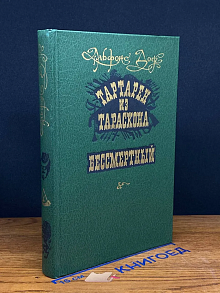 Альфонс Доде
ТАРТАРЕН
ИЗ
ТАРАСКОНА
БЕССМЕРТНЫЙ
КНИГОЕД